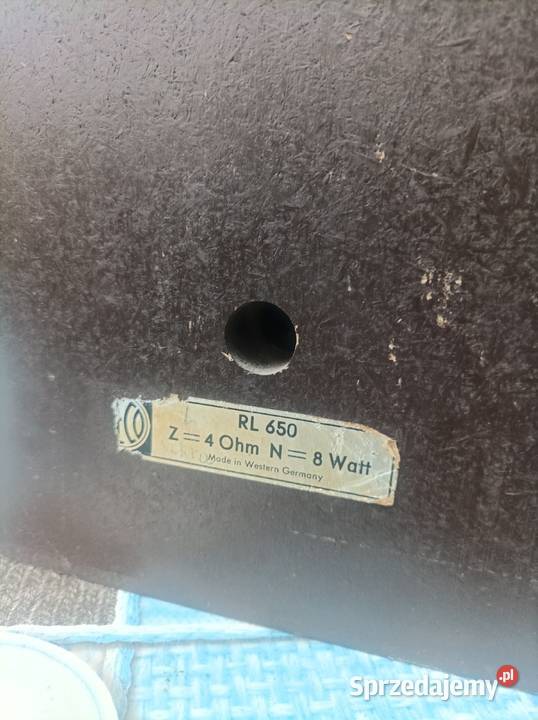 RL 650
Z = 4 Ohm N = 8 Watt
Made in Western Germany
Sprzedajemy.pl